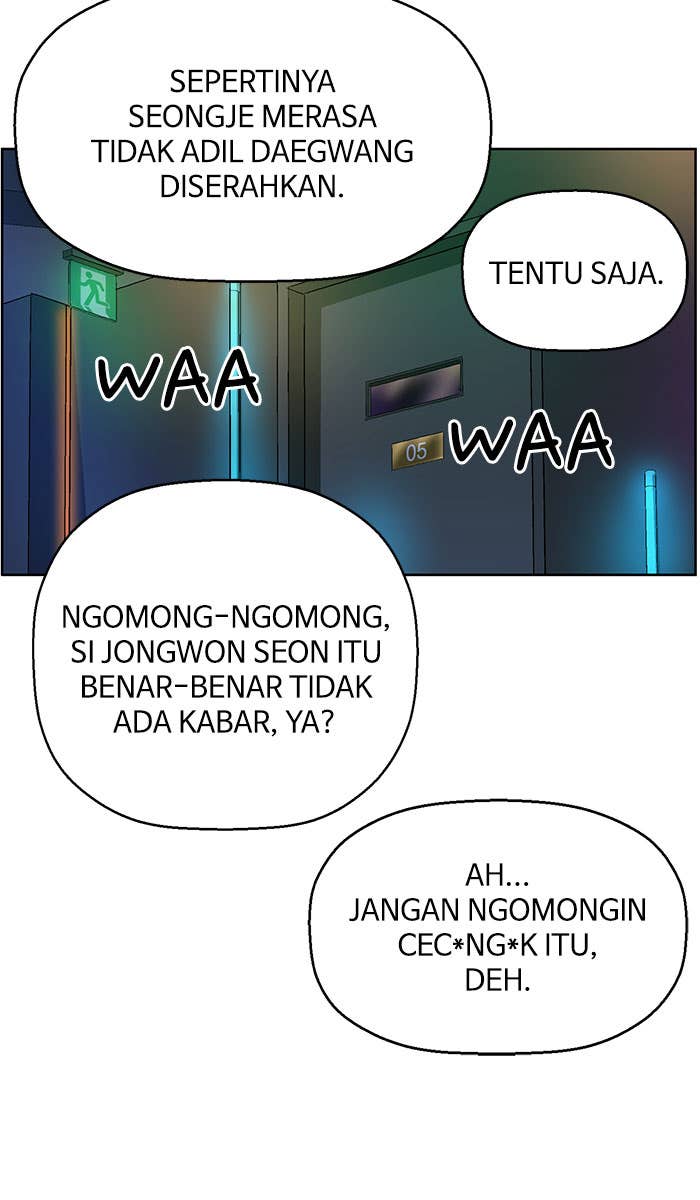 SEPERTINYA
SEONGJE MERASA
TIDAK ADIL DAEGWANG
DISERAHKAN.
TENTU SAJA.
WAA
WAA
05
NGOMONG-NGOMONG,
SI JONGWON SEON ITU
BENAR-BENAR TIDAK
ADA KABAR, YA?
AH...
JANGAN NGOMONGIN
CEC*NG*K ITU,
DEH.